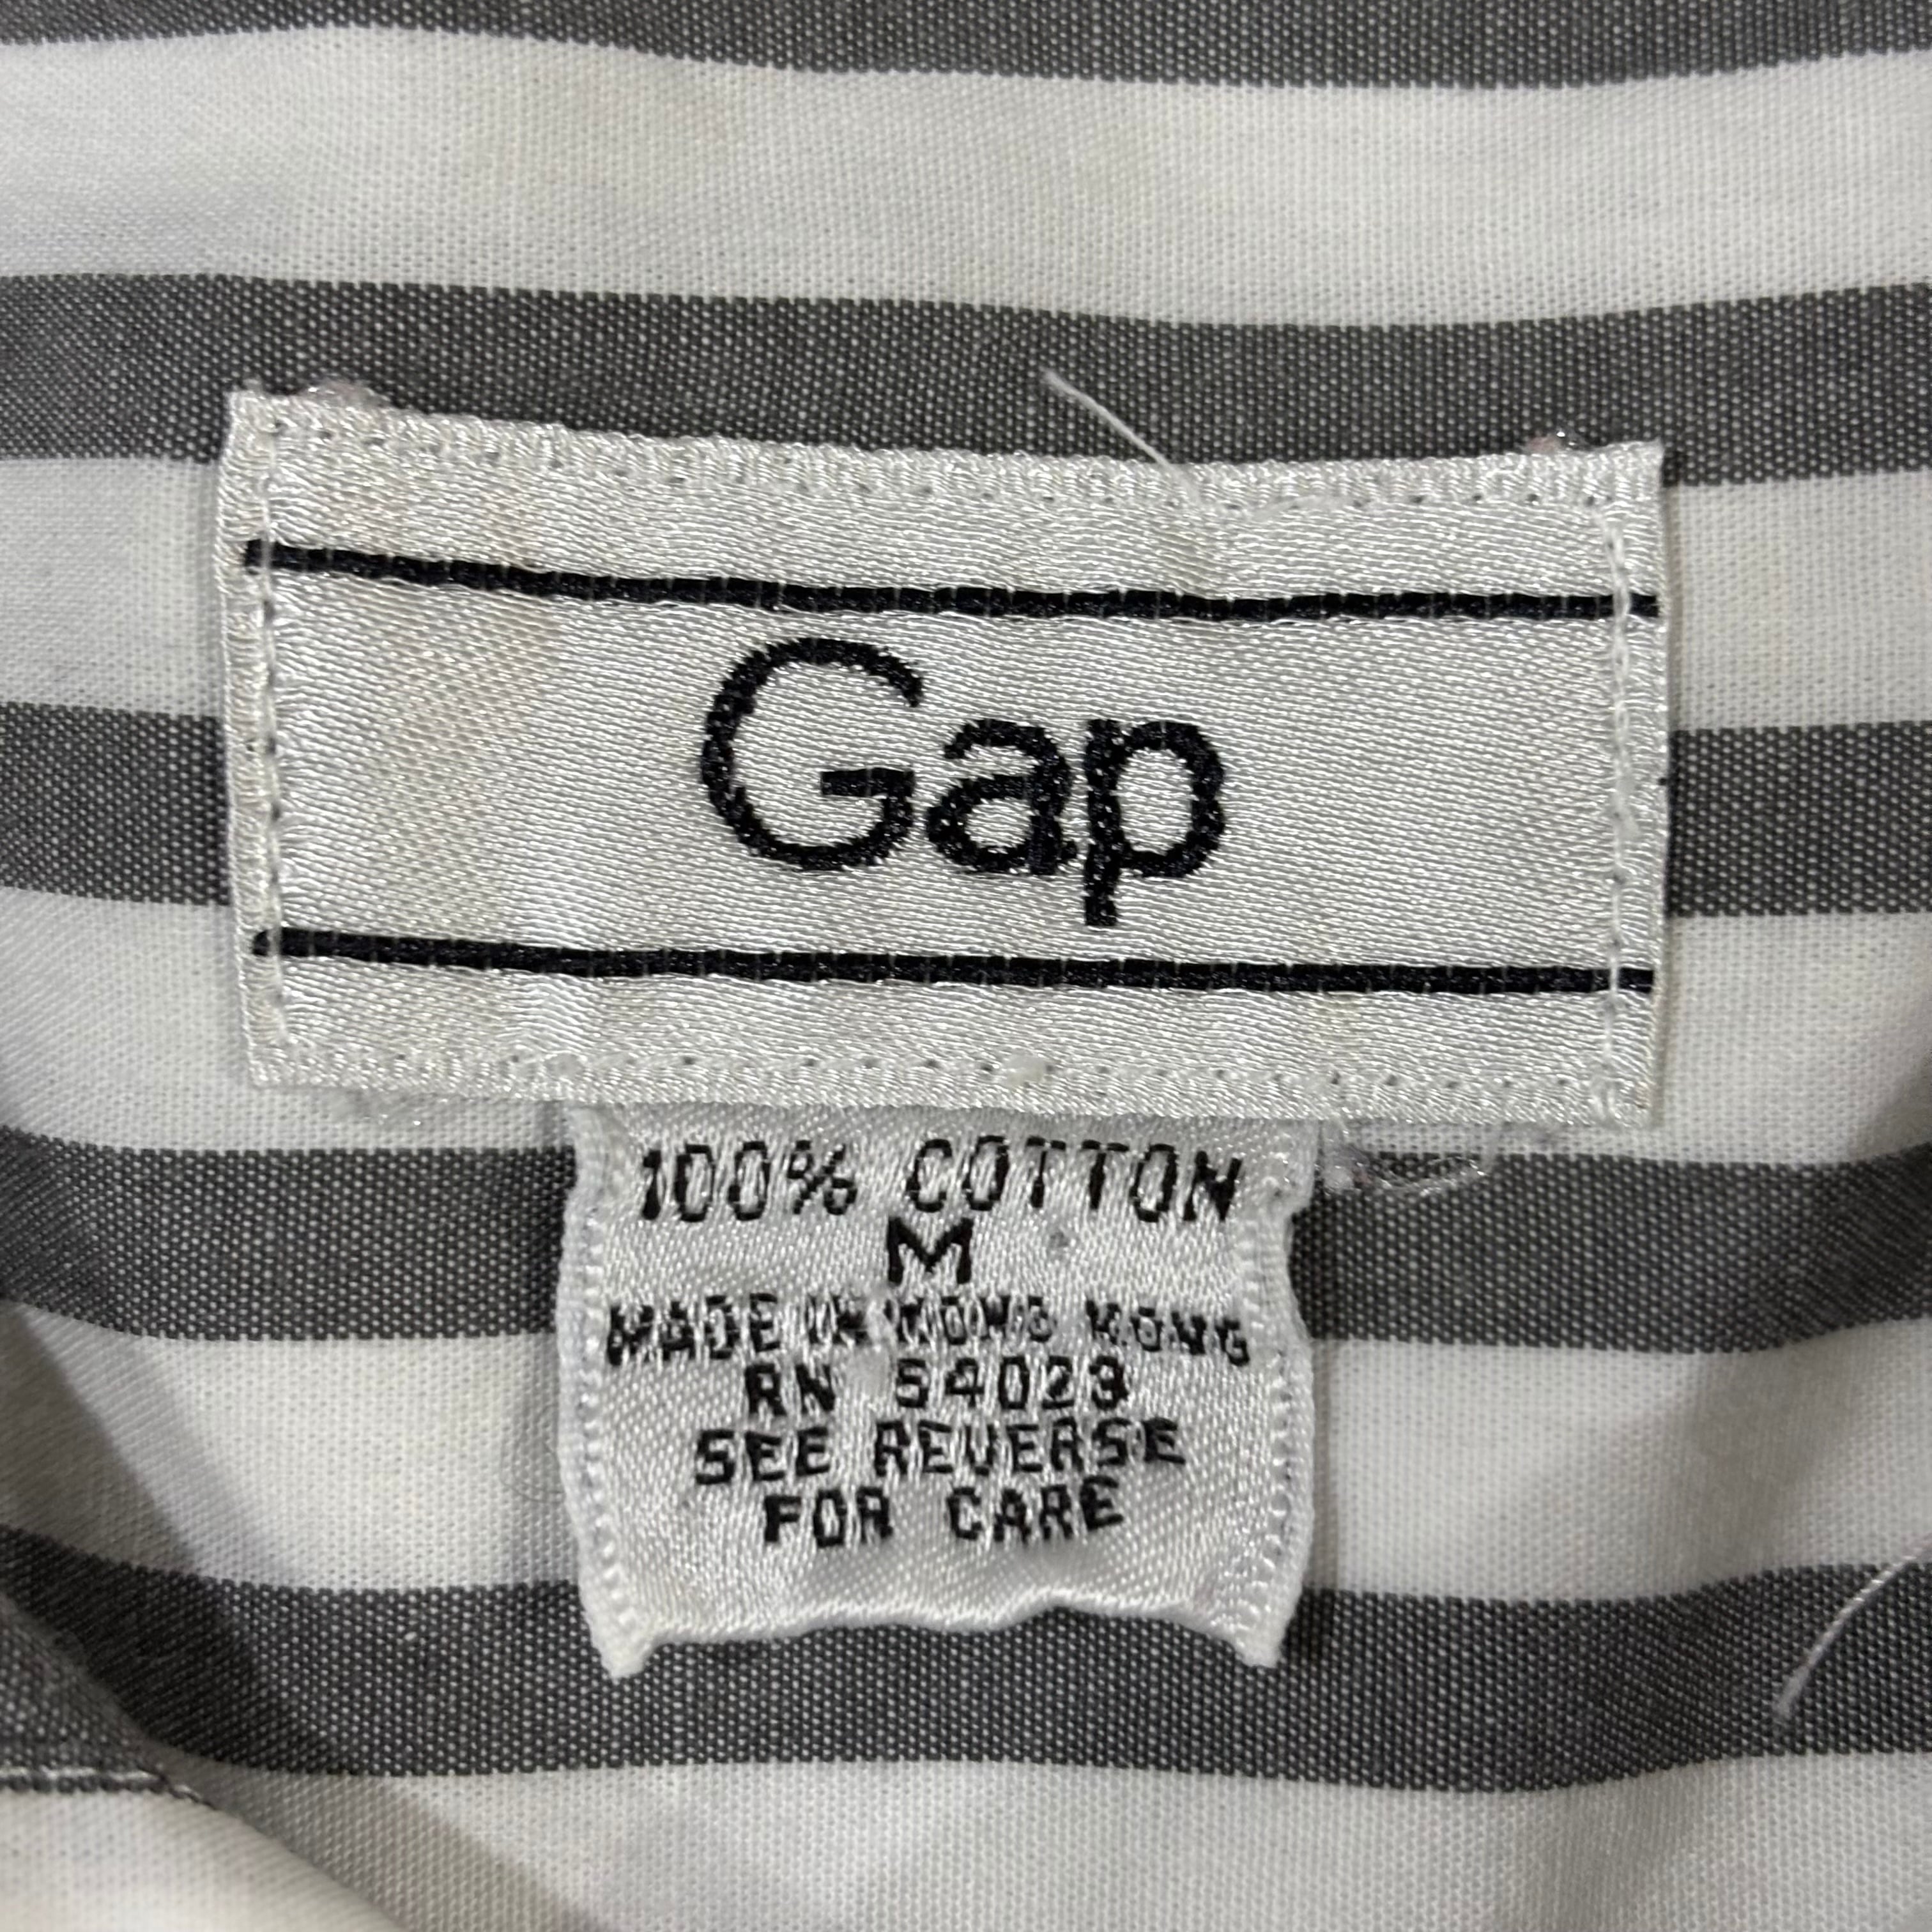 Gap
100% COTTON
M
MADE IN HONG KONG
RN 54023
SEE REVERSE
FOR CARE